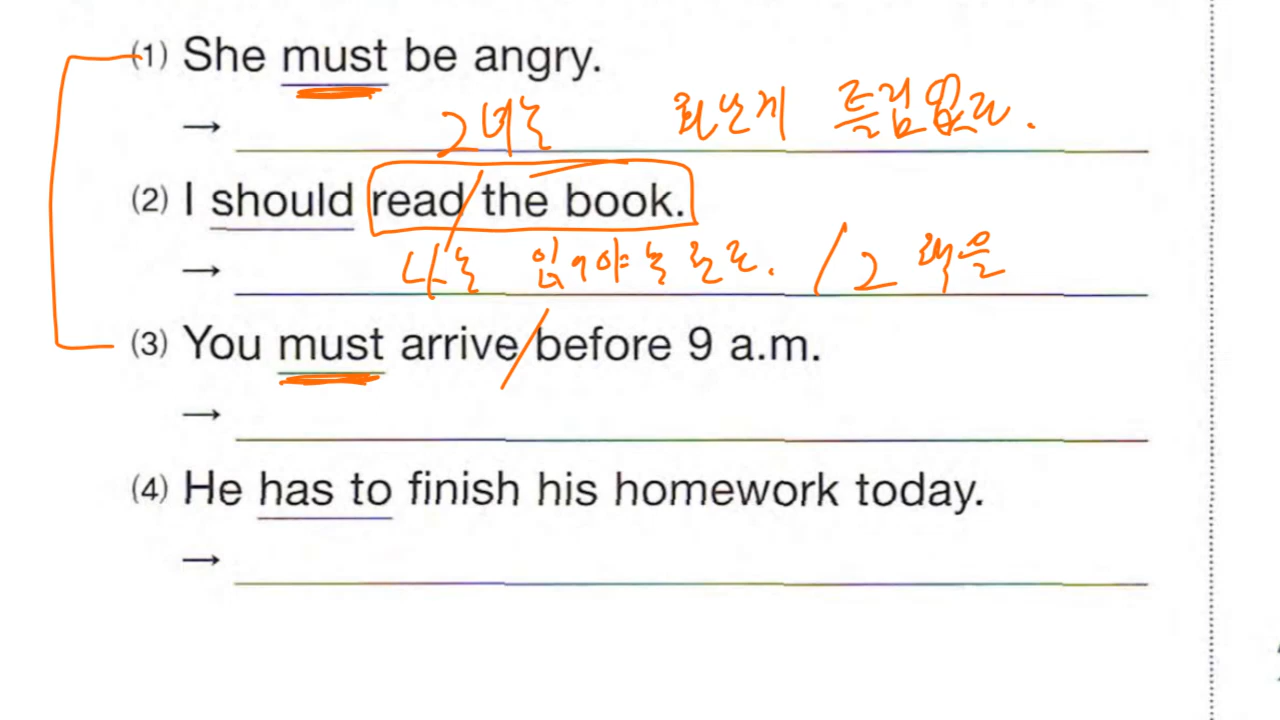 (1) She must be angry.
→ 그녀는 화난게 틀림없다.
(2) I should read / the book.
→ 나는 읽어야 / 그 책을
(3) You must arrive / before 9 a.m.
→
(4) He has to finish his homework today.
→